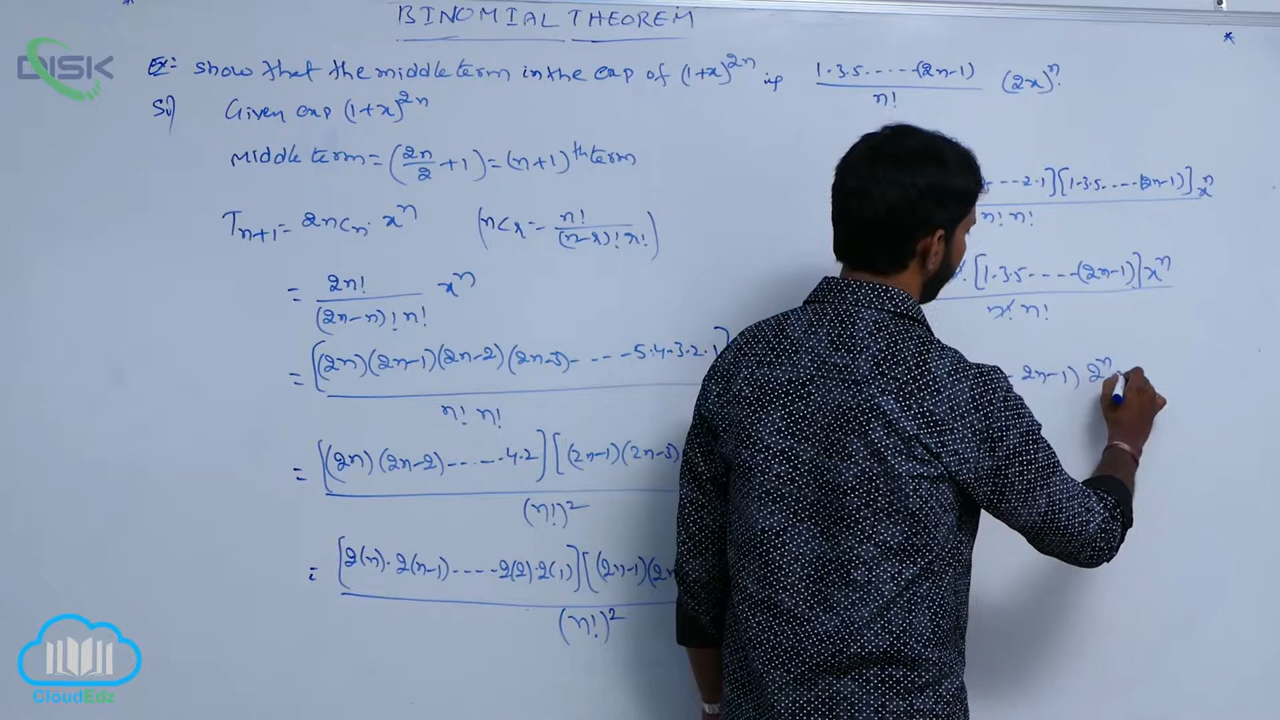 BINOMIAL THEOREM
DISK
Ex:- show that the middle term in the exp of (1+x)^2n is 1·3·5·----(2n-1)/n! (2x)^n.
Sol) Given exp (1+x)^2n
Middle term = (2n/2 +1) = (n+1)^th term
T_n+1 = 2nC_n· x^n (nC_r = n!/(n-r)! r!)
= 2n!/(2n-n)! n! x^n
= [(2n)(2n-1)(2n-2)(2n-3)-----5·4·3·2·1]
n! n!
= [(2n)(2n-2)------4·2][(2n-1)(2n-3)
(n!)^2
= [2(n)·2(n-1)-----2(2)·2(1)][(2n-1)(2n
(n!)^2
---2·1][1·3·5----(2n-1)] x^n
n! n!
[1·3·5----(2n-1)] x^n
n! n!
- 2n-1) 2^n
CloudEdz